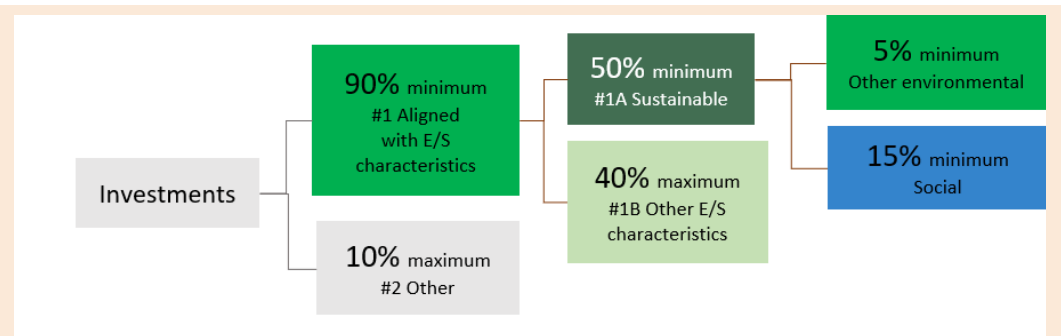 Investments
90% minimum
#1 Aligned
with E/S
characteristics
10% maximum
#2 Other
50% minimum
#1A Sustainable
40% maximum
#1B Other E/S
characteristics
5% minimum
Other environmental
15% minimum
Social